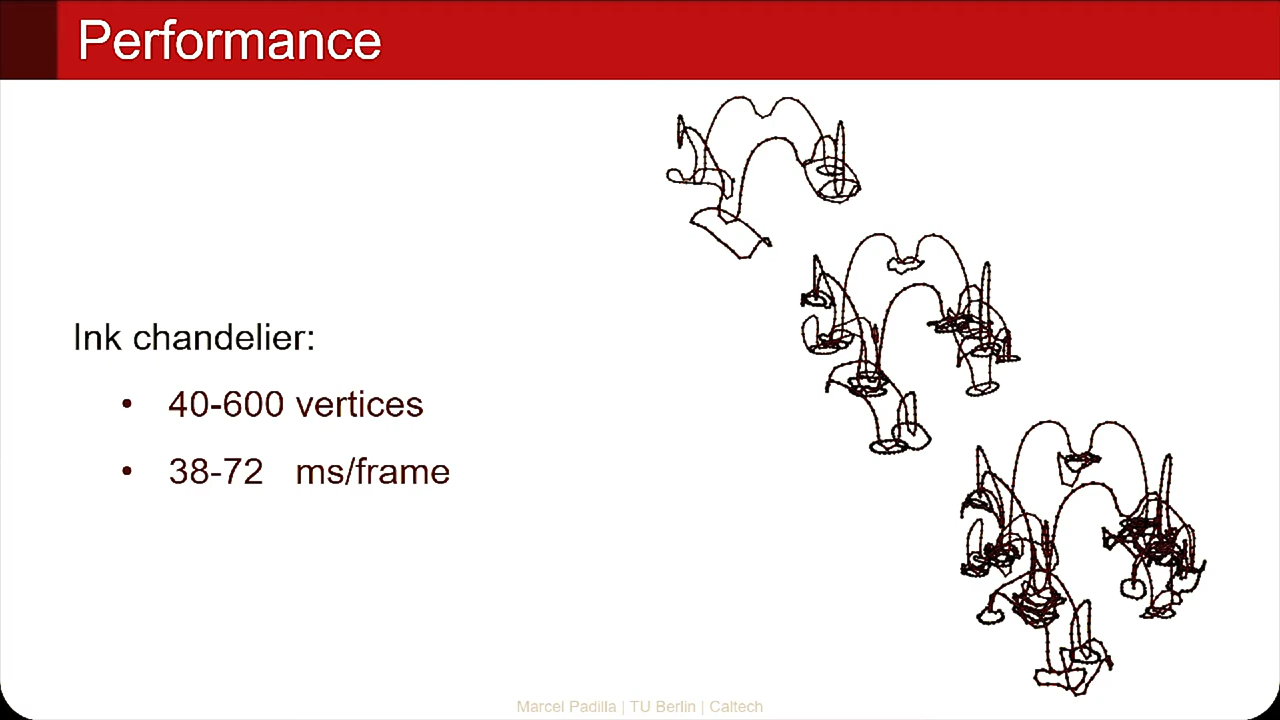 Performance
Ink chandelier:
• 40-600 vertices
• 38-72 ms/frame
Marcel Padilla | TU Berlin | Caltech